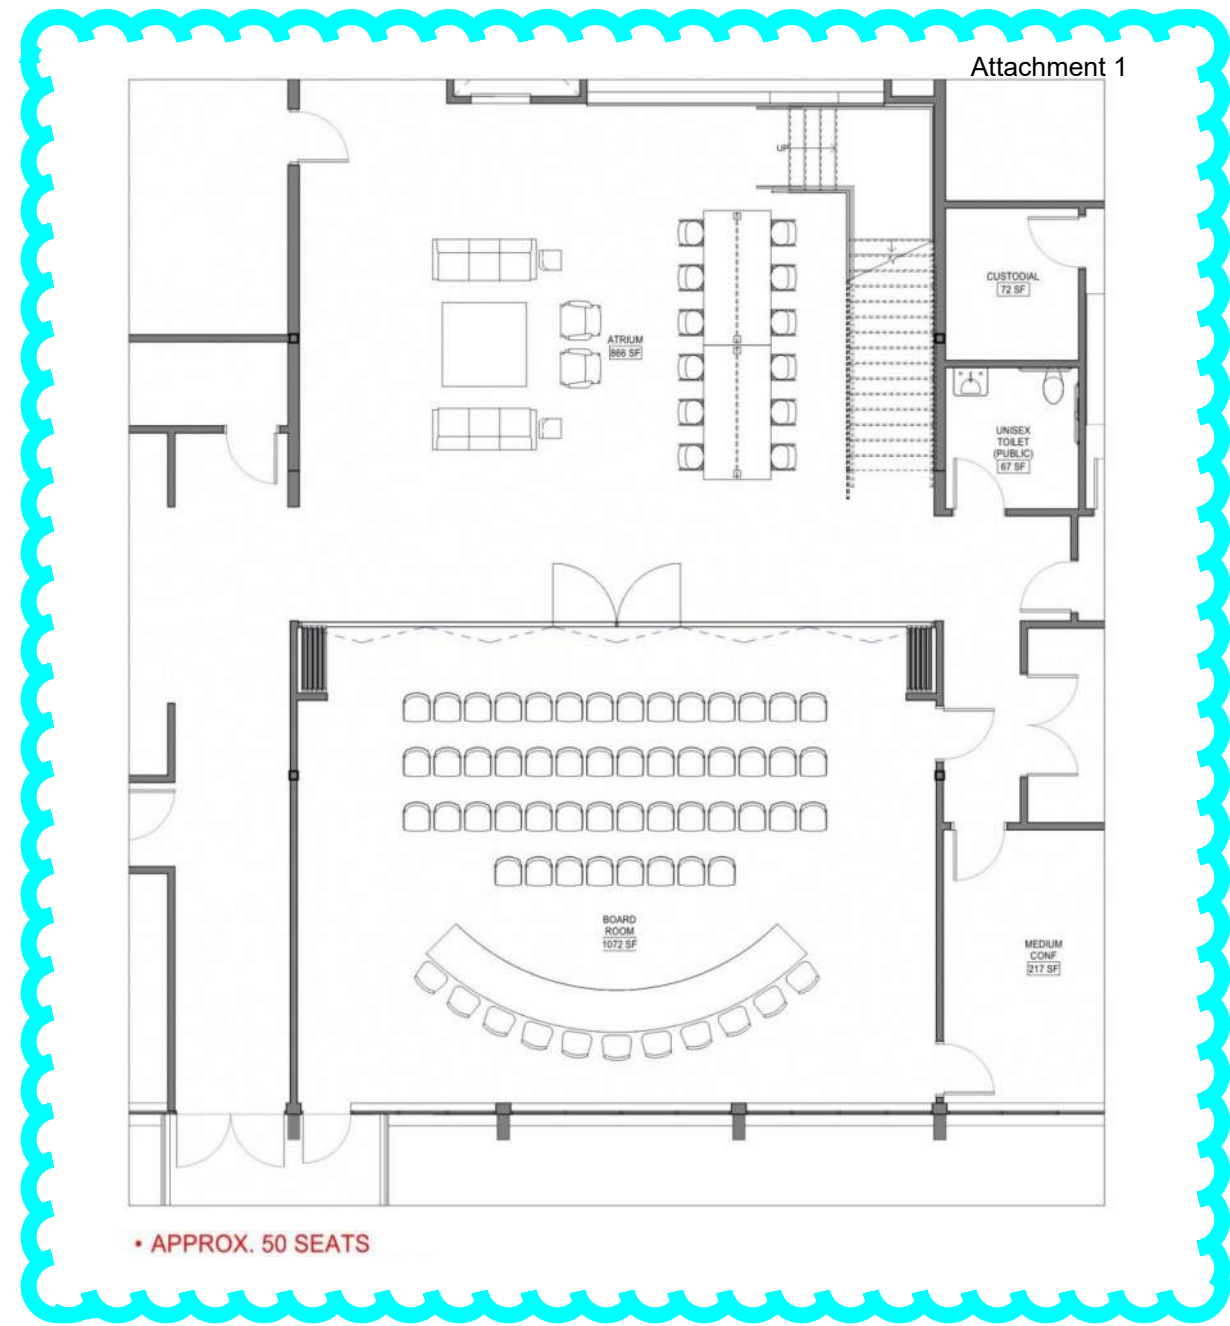 Attachment 1
UP
CUSTODIAL
72 SF
ATRIUM
866 SF
UNISEX
TOILET
(PUBLIC)
67 SF
BOARD
ROOM
1072 SF
MEDIUM
CONF
217 SF
• APPROX. 50 SEATS